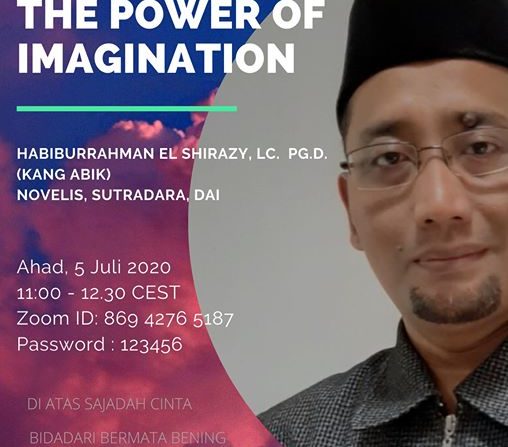 THE POWER OF
IMAGINATION
HABIBURRAHMAN EL SHIRAZY, LC. PG.D.
(KANG ABIK)
NOVELIS, SUTRADARA, DAI
Ahad, 5 Juli 2020
11:00 - 12.30 CEST
Zoom ID: 869 4276 5187
Password : 123456
DI ATAS SAJADAH CINTA
BIDADARI BERMATA BENING